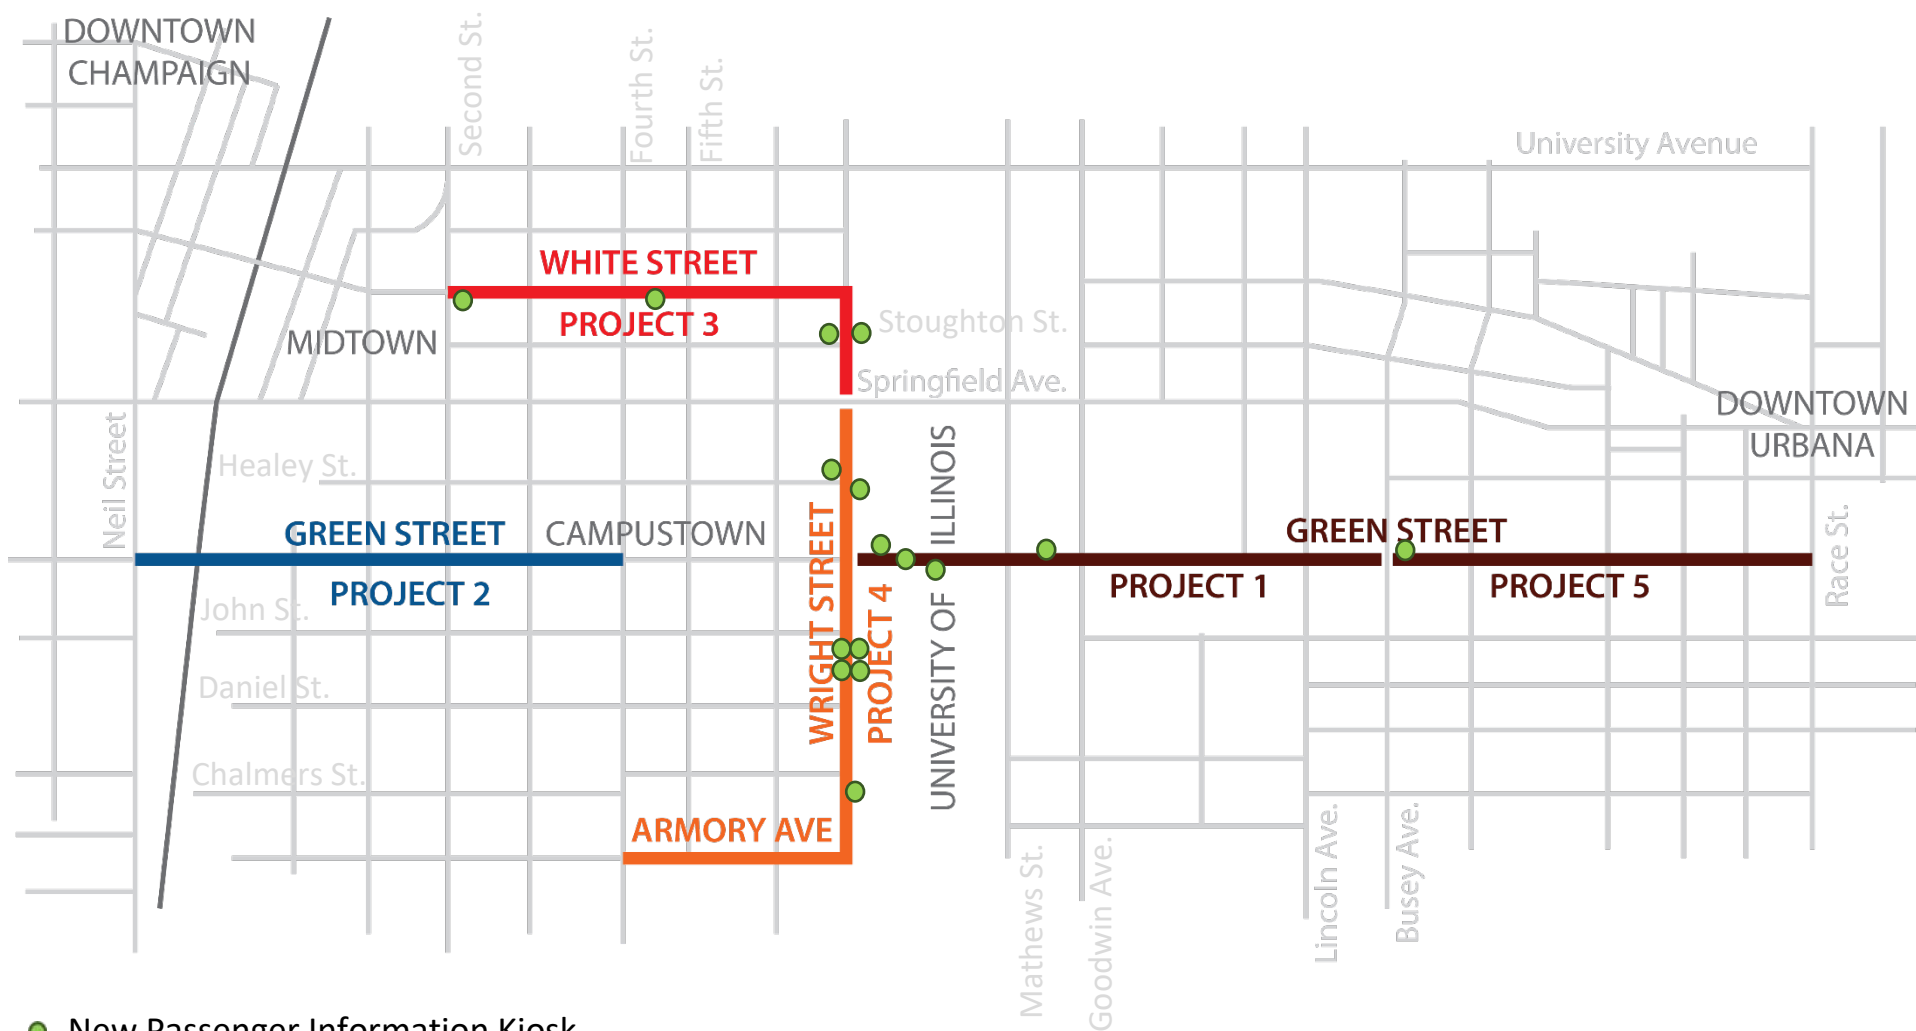 DOWNTOWN
CHAMPAIGN
Second St.
Fourth St.
Fifth St.
University Avenue
WHITE STREET
PROJECT 3
MIDTOWN
Stoughton St.
Springfield Ave.
DOWNTOWN
URBANA
Neil Street
Healey St.
GREEN STREET
CAMPUSTOWN
PROJECT 2
WRIGHT STREET
PROJECT 4
UNIVERSITY OF ILLINOIS
GREEN STREET
PROJECT 1
PROJECT 5
Race St.
John St.
Daniel St.
Chalmers St.
ARMORY AVE
Mathews St.
Goodwin Ave.
Lincoln Ave.
Busey Ave.
New Passenger Information Kiosk